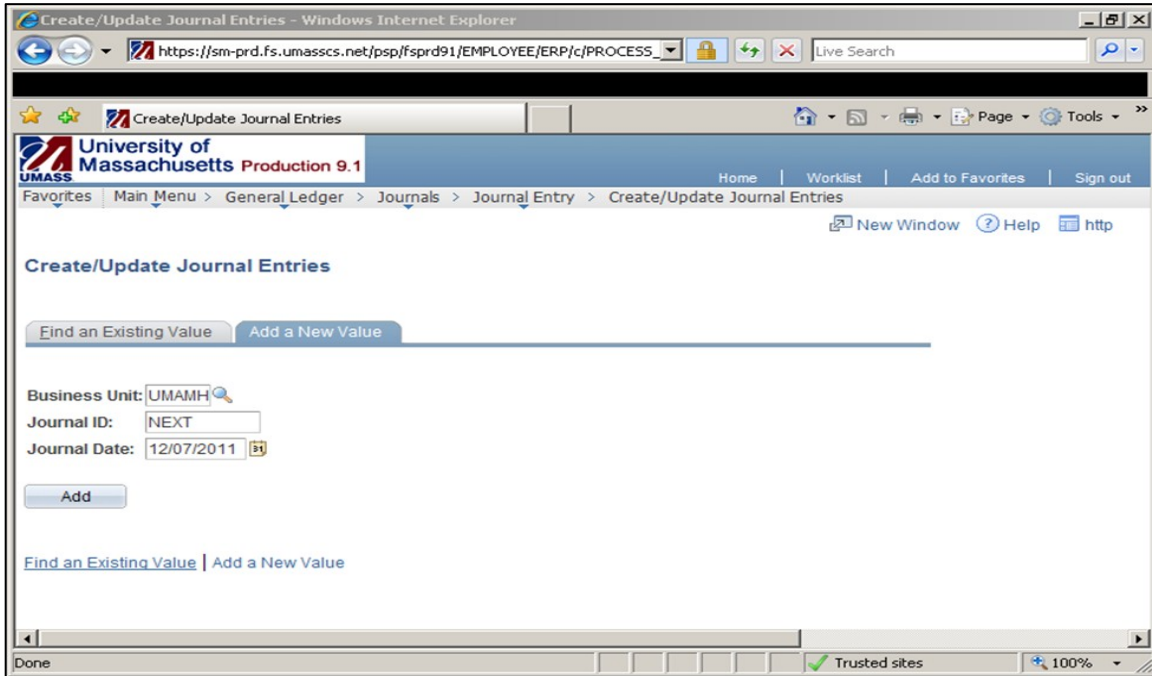 Create/Update Journal Entries - Windows Internet Explorer
https://sm-prd.fs.umasscs.net/psp/fsprd91/EMPLOYEE/ERP/c/PROCESS_
Live Search
Create/Update Journal Entries
Page
Tools
University of
Massachusetts Production 9.1
UMASS
Home | Worklist | Add to Favorites | Sign out
Favorites | Main Menu > General Ledger > Journals > Journal Entry > Create/Update Journal Entries
New Window Help http
Create/Update Journal Entries
Find an Existing Value Add a New Value
Business Unit: UMAMH
Journal ID: NEXT
Journal Date: 12/07/2011
Add
Find an Existing Value | Add a New Value
Done
Trusted sites
100%